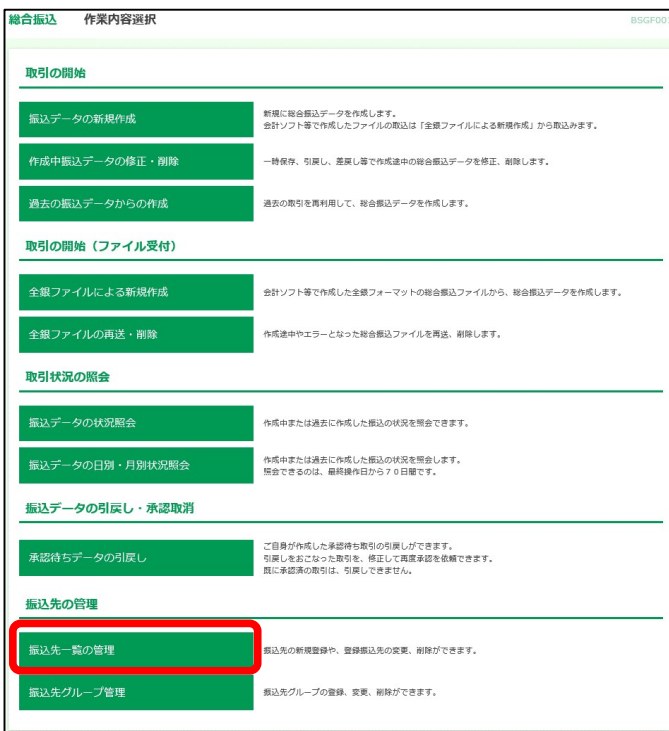 総合振込 作業内容選択 BSGF001
取引の開始
振込データの新規作成
新規に総合振込データを作成します。
会計ソフト等で作成したファイルの取込は「全銀ファイルによる新規作成」から取込みます。
作成中振込データの修正・削除
一時保存、引戻し、差戻し等で作成途中の総合振込データを修正、削除します。
過去の振込データからの作成
過去の取引を再利用して、総合振込データを作成します。
取引の開始（ファイル受付）
全銀ファイルによる新規作成
会計ソフト等で作成した全銀フォーマットの総合振込ファイルから、総合振込データを作成します。
全銀ファイルの再送・削除
作成途中やエラーとなった総合振込ファイルを再送、削除します。
取引状況の照会
振込データの状況照会
作成中または過去に作成した振込の状況を照会できます。
振込データの日別・月別状況照会
作成中または過去に作成した振込の状況を照会します。
照会できるのは、最終操作日から７０日間です。
振込データの引戻し・承認取消
承認待ちデータの引戻し
ご自身が作成した承認待ち取引の引戻しができます。
引戻しをおこなった取引を、修正して再度承認を依頼できます。
既に承認済の取引は、引戻しできません。
振込先の管理
振込先一覧の管理
振込先の新規登録や、登録振込先の変更、削除ができます。
振込先グループ管理
振込先グループの登録、変更、削除ができます。